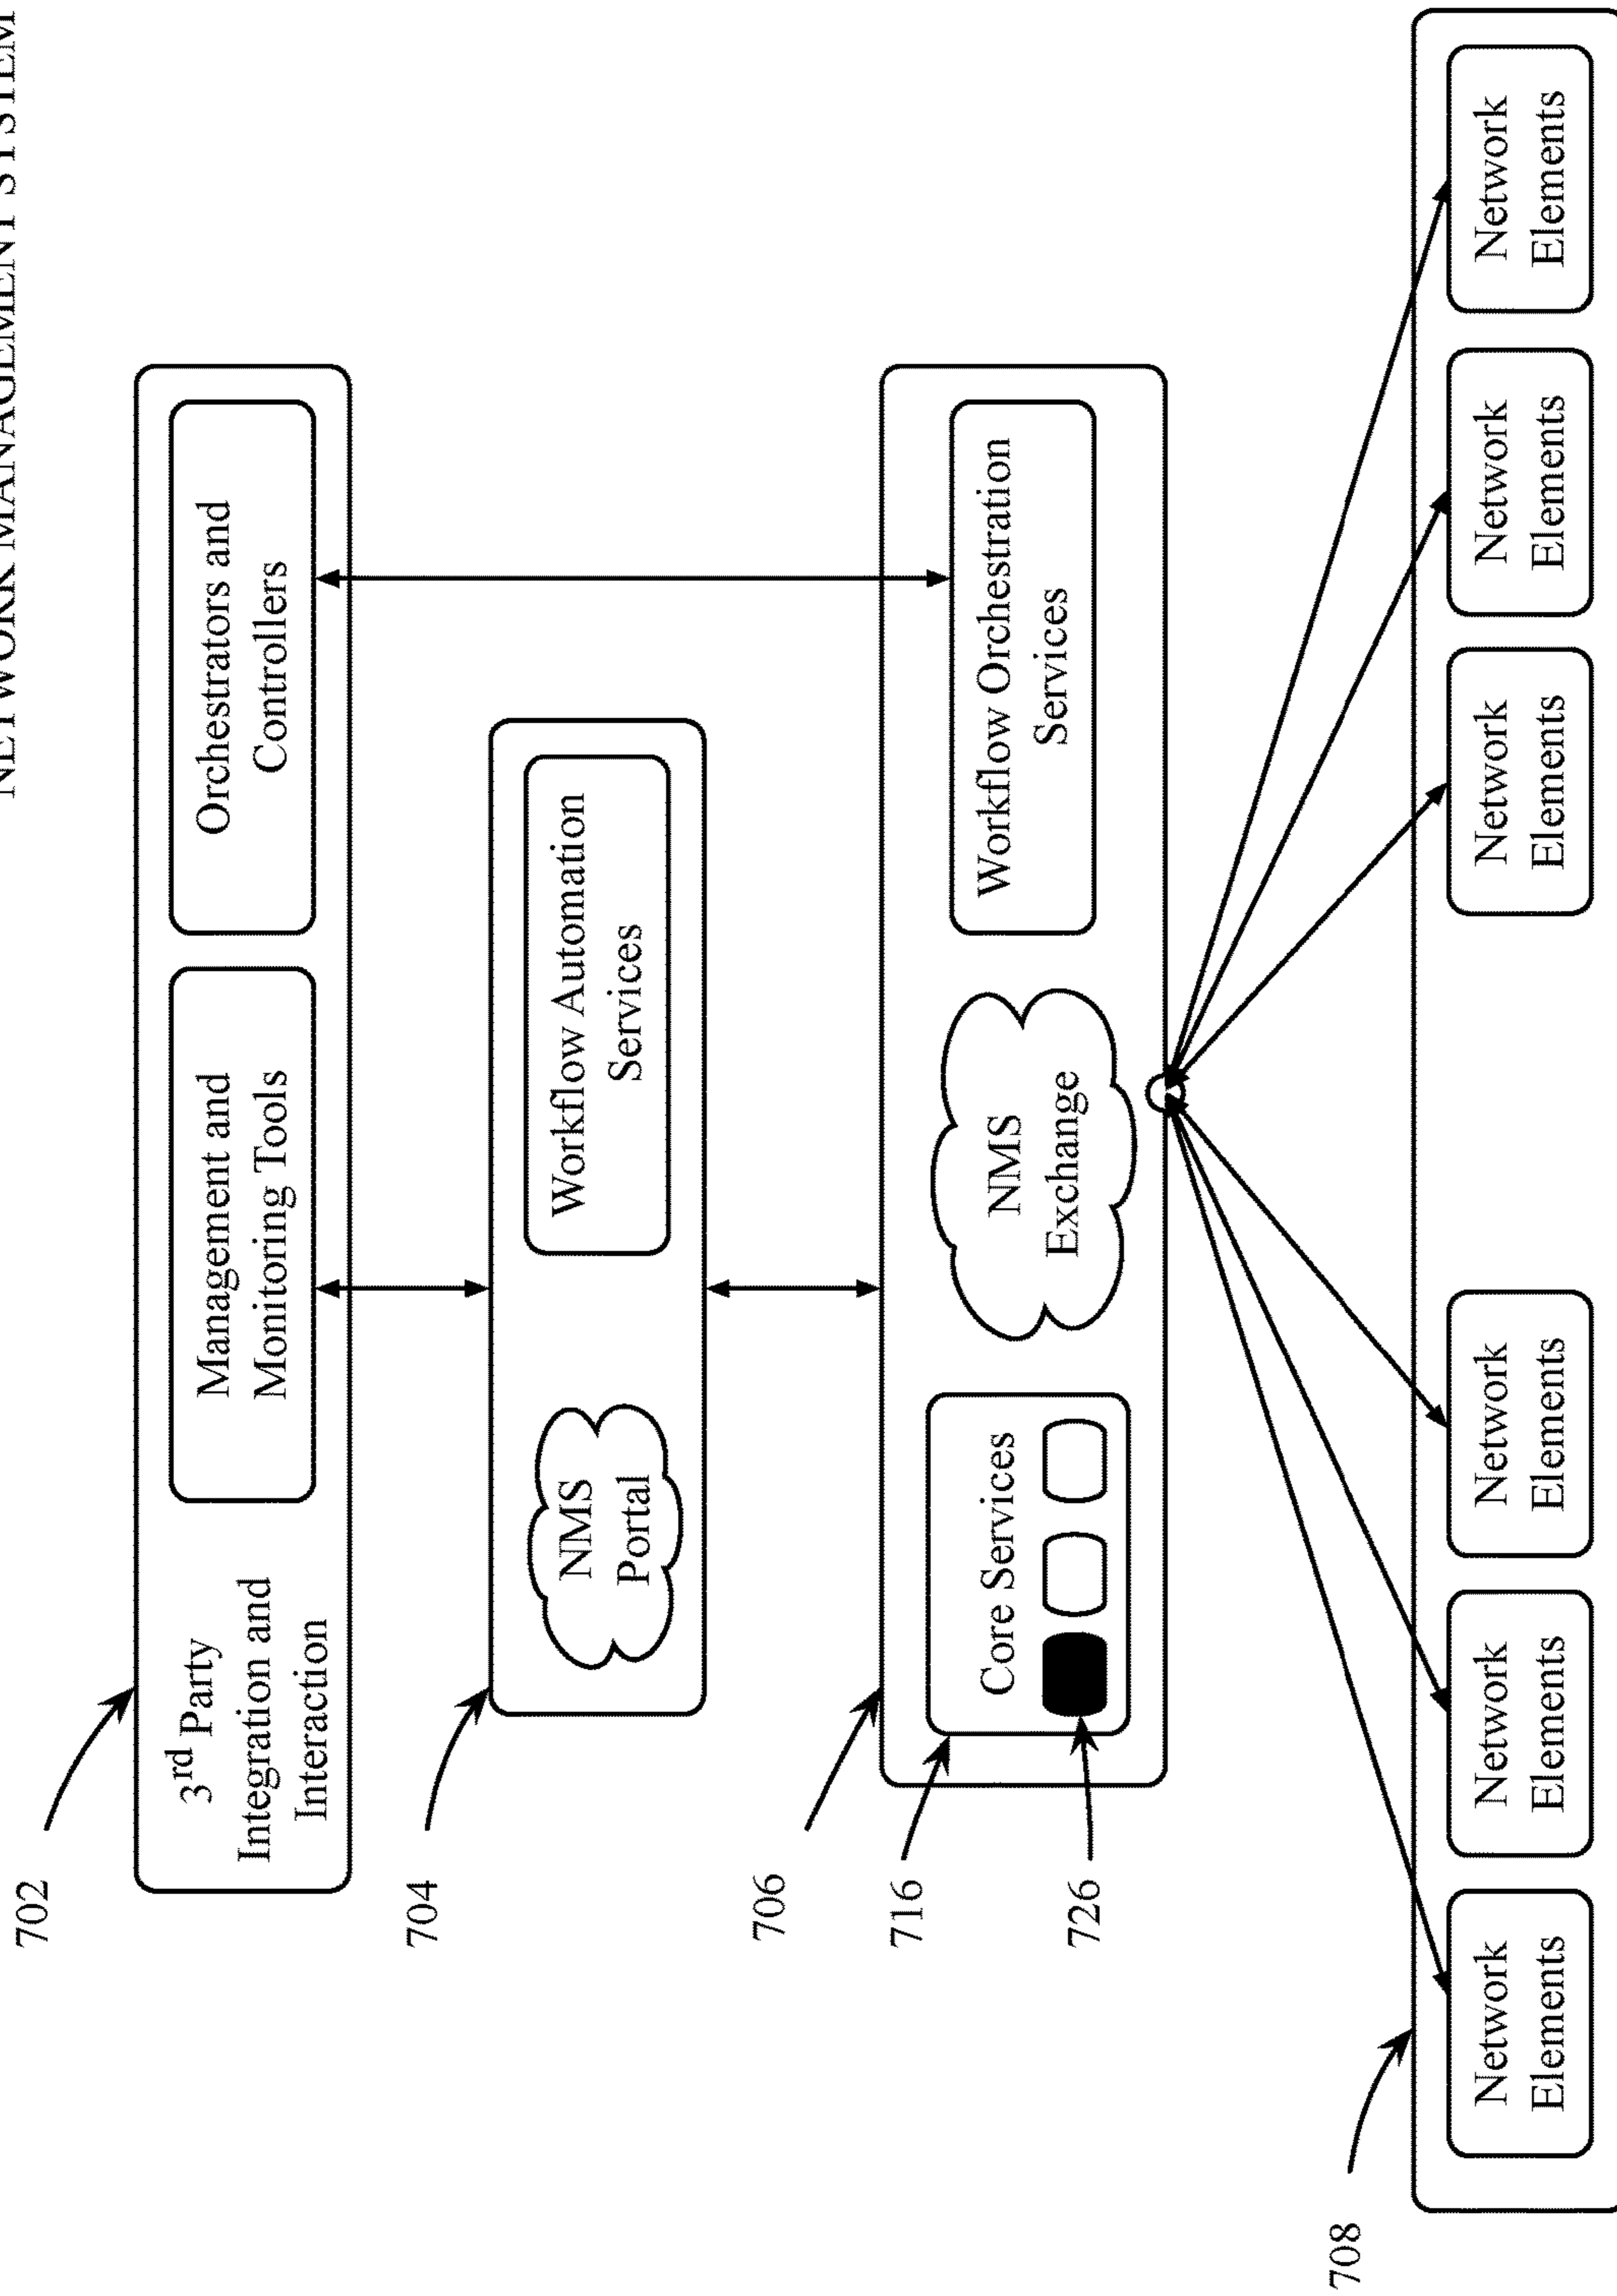 NETWORK MANAGEMENT SYSTEM
702
3rd Party
Integration and
Interaction
Management and
Monitoring Tools
Orchestrators and
Controllers
704
NMS
Portal
Workflow Automation
Services
706
716
726
Core Services
NMS
Exchange
Workflow Orchestration
Services
708
Network
Elements
Network
Elements
Network
Elements
Network
Elements
Network
Elements
Network
Elements